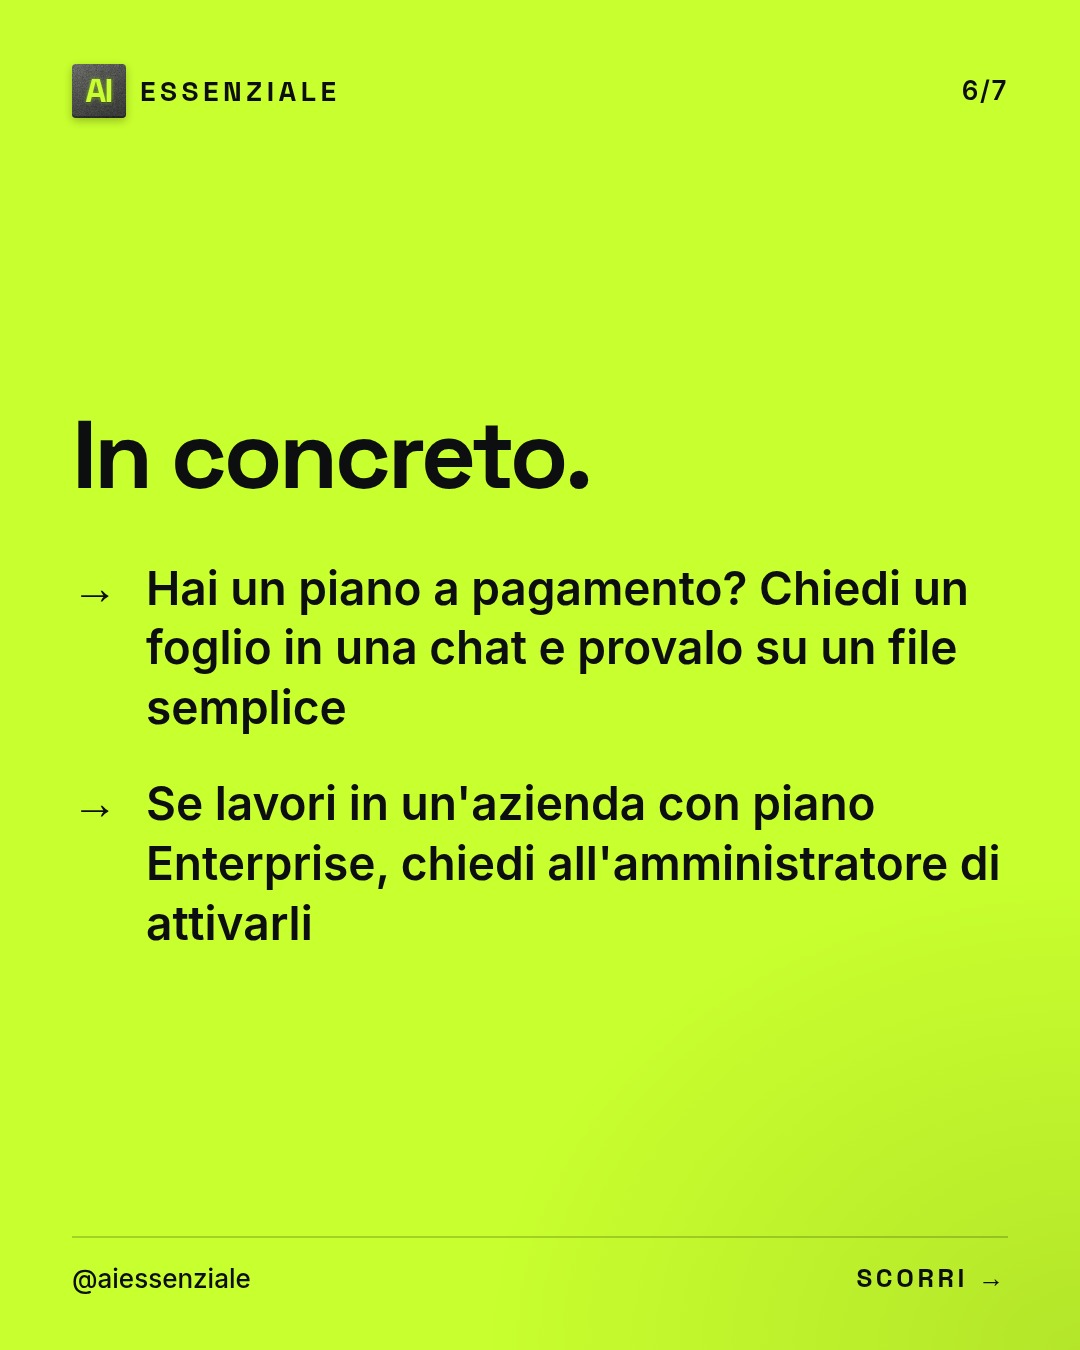 AI ESSENZIALE
6/7
In concreto.
→ Hai un piano a pagamento? Chiedi un
foglio in una chat e provalo su un file
semplice
→ Se lavori in un'azienda con piano
Enterprise, chiedi all'amministratore di
attivarli
@aiessenziale
SCORRI →